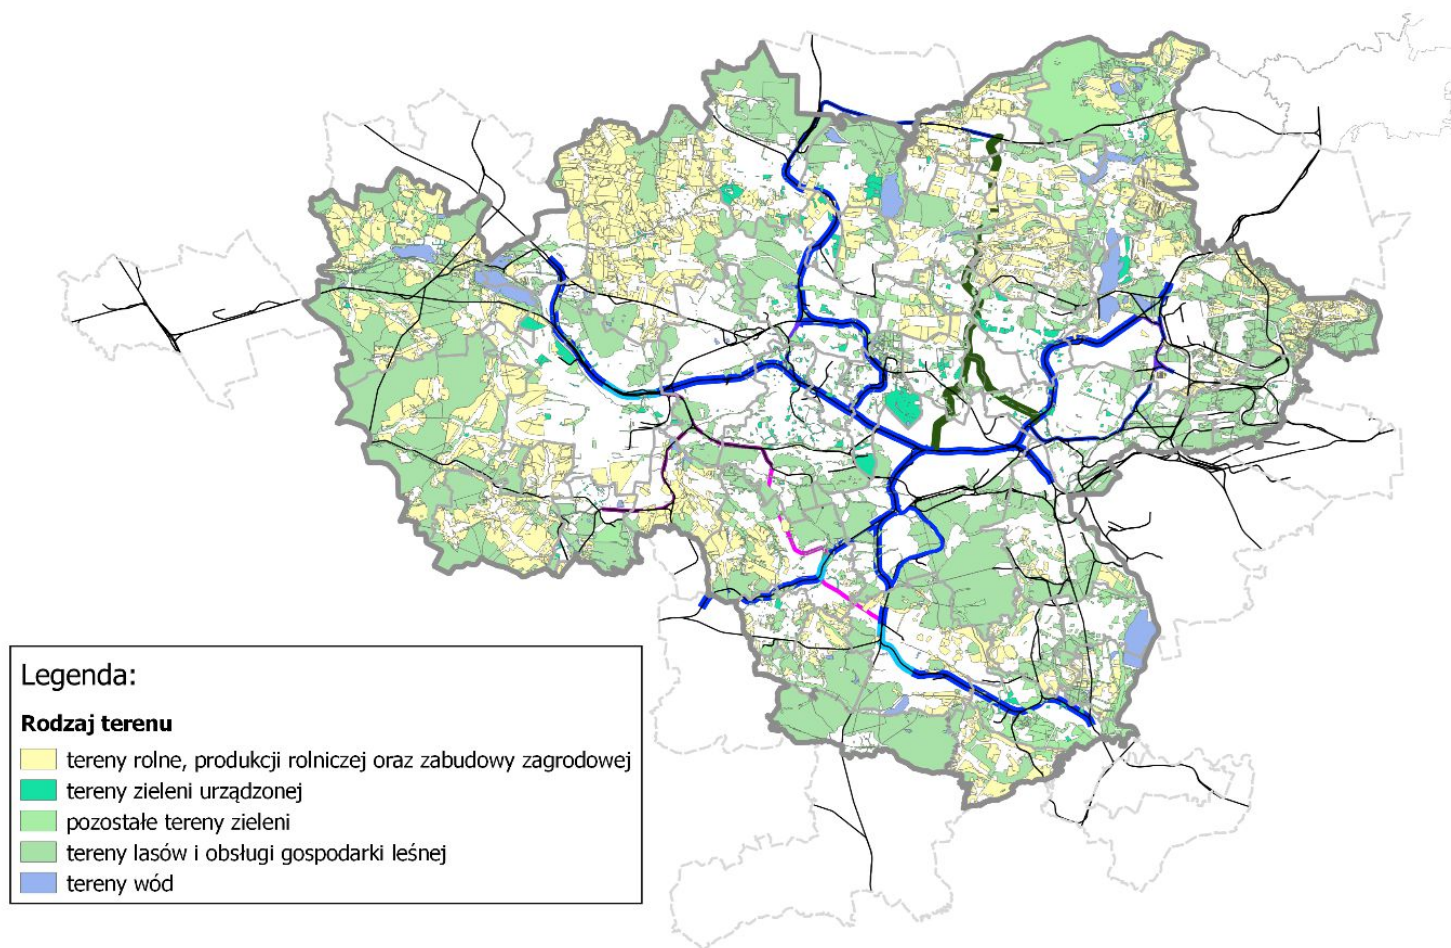 Legenda:
Rodzaj terenu
tereny rolne, produkcji rolniczej oraz zabudowy zagrodowej
tereny zieleni urządzonej
pozostałe tereny zieleni
tereny lasów i obsługi gospodarki leśnej
tereny wód